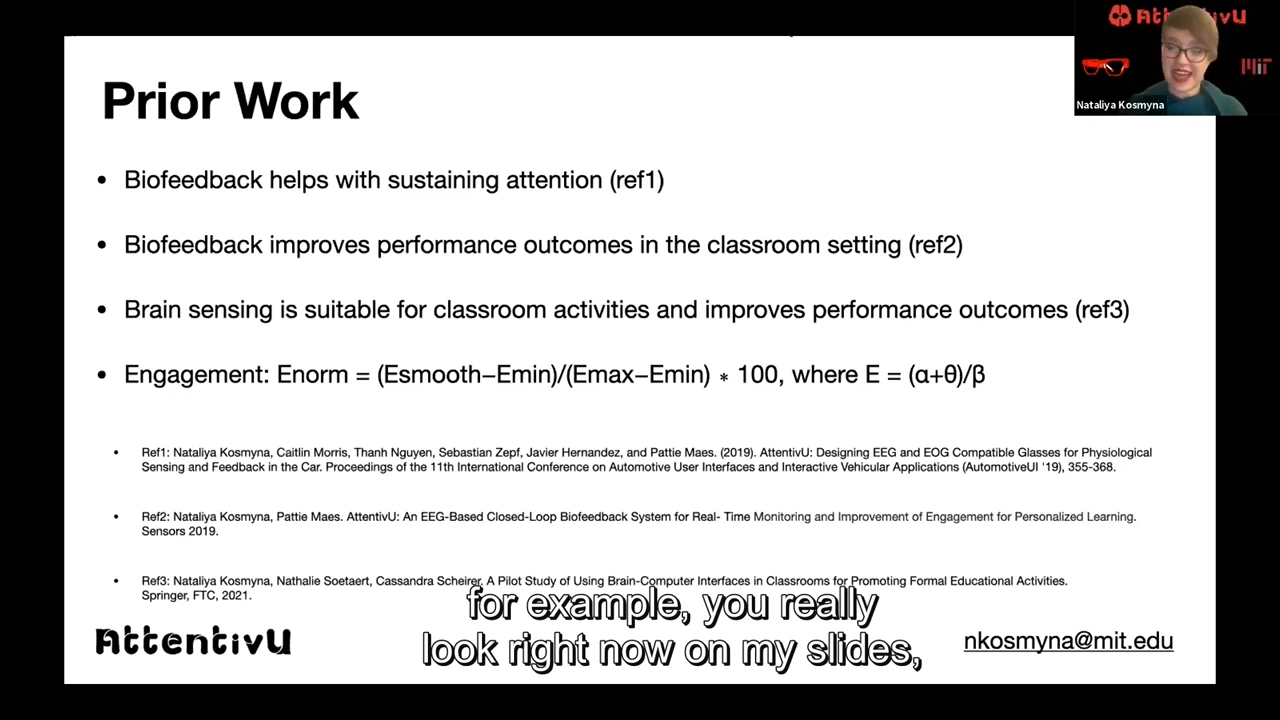 AttentivU
MIT
Nataliya Kosmyna
Prior Work
• Biofeedback helps with sustaining attention (ref1)
• Biofeedback improves performance outcomes in the classroom setting (ref2)
• Brain sensing is suitable for classroom activities and improves performance outcomes (ref3)
• Engagement: Enorm = (Esmooth–Emin)/(Emax–Emin) * 100, where E = (α+θ)/β
• Ref1: Nataliya Kosmyna, Caitlin Morris, Thanh Nguyen, Sebastian Zepf, Javier Hernandez, and Pattie Maes. (2019). AttentivU: Designing EEG and EOG Compatible Glasses for Physiological
Sensing and Feedback in the Car. Proceedings of the 11th International Conference on Automotive User Interfaces and Interactive Vehicular Applications (AutomotiveUI '19), 355-368.
• Ref2: Nataliya Kosmyna, Pattie Maes. AttentivU: An EEG-Based Closed-Loop Biofeedback System for Real- Time Monitoring and Improvement of Engagement for Personalized Learning.
Sensors 2019.
• Ref3: Nataliya Kosmyna, Nathalie Soetaert, Cassandra Scheirer. A Pilot Study of Using Brain-Computer Interfaces in Classrooms for Promoting Formal Educational Activities.
Springer, FTC, 2021.
for example, you really
look right now on my slides,
AttentivU
nkosmyna@mit.edu